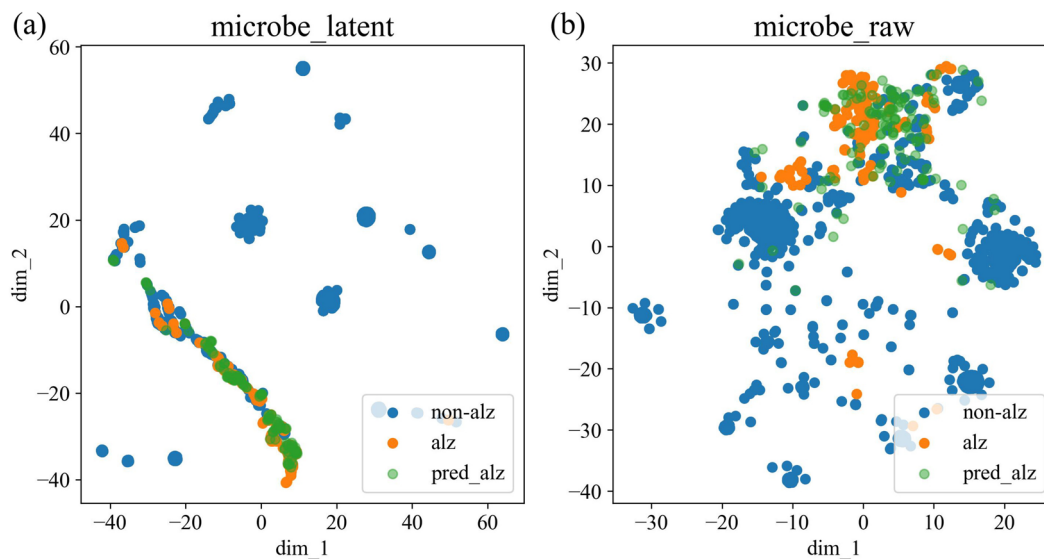 (a)
microbe_latent
60
40
20
0
−20
−40
dim_2
−40 −20 0 20 40 60
dim_1
non-alz
alz
pred_alz
(b)
microbe_raw
30
20
10
0
−10
−20
−30
−40
dim_2
−30 −20 −10 0 10 20
dim_1
non-alz
alz
pred_alz